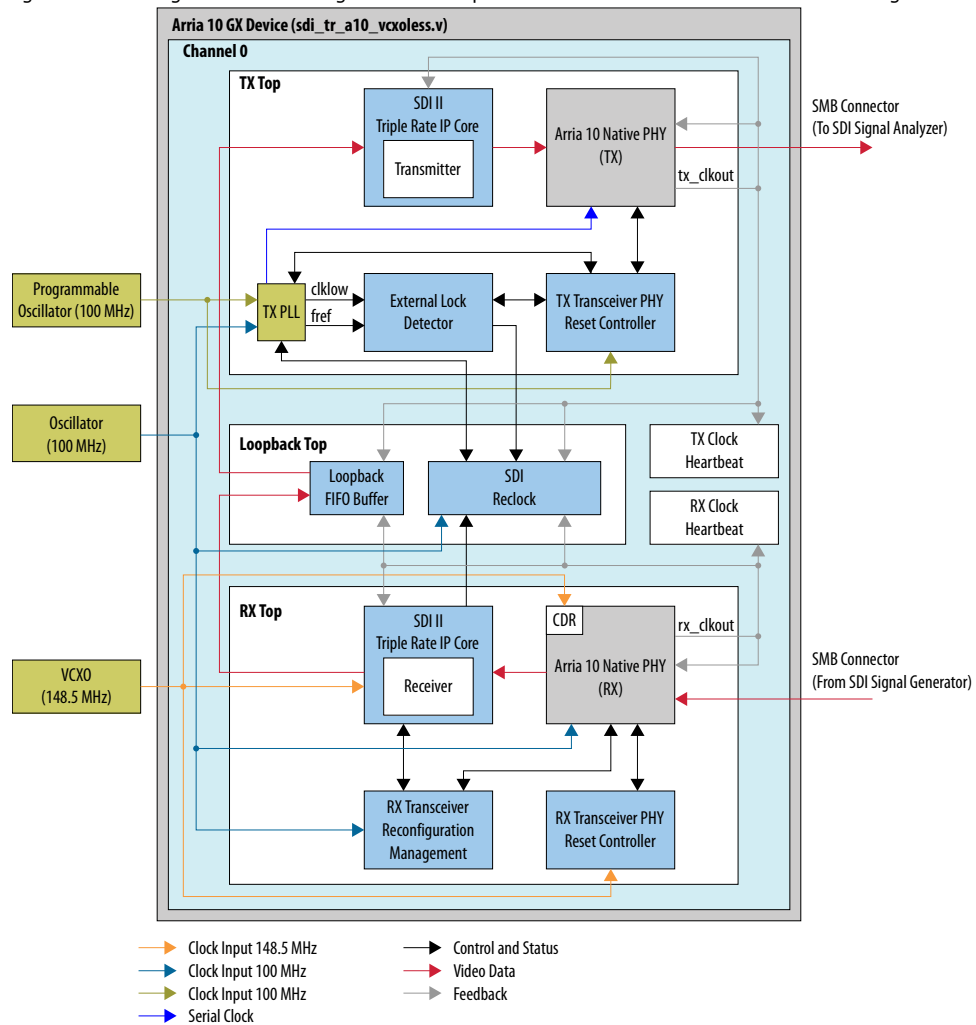 Arria 10 GX Device (sdi_tr_a10_vcxoless.v)
Channel 0
TX Top
SDI II
Triple Rate IP Core
Transmitter
Arria 10 Native PHY
(TX)
tx_clkout
SMB Connector
(To SDI Signal Analyzer)
Programmable
Oscillator (100 MHz)
TX PLL
clklow
fref
External Lock
Detector
TX Transceiver PHY
Reset Controller
Oscillator
(100 MHz)
Loopback Top
Loopback
FIFO Buffer
SDI
Reclock
TX Clock
Heartbeat
RX Clock
Heartbeat
RX Top
SDI II
Triple Rate IP Core
Receiver
CDR
Arria 10 Native PHY
(RX)
rx_clkout
VCXO
(148.5 MHz)
SMB Connector
(From SDI Signal Generator)
RX Transceiver
Reconfiguration
Management
RX Transceiver PHY
Reset Controller
Clock Input 148.5 MHz
Clock Input 100 MHz
Clock Input 100 MHz
Serial Clock
Control and Status
Video Data
Feedback